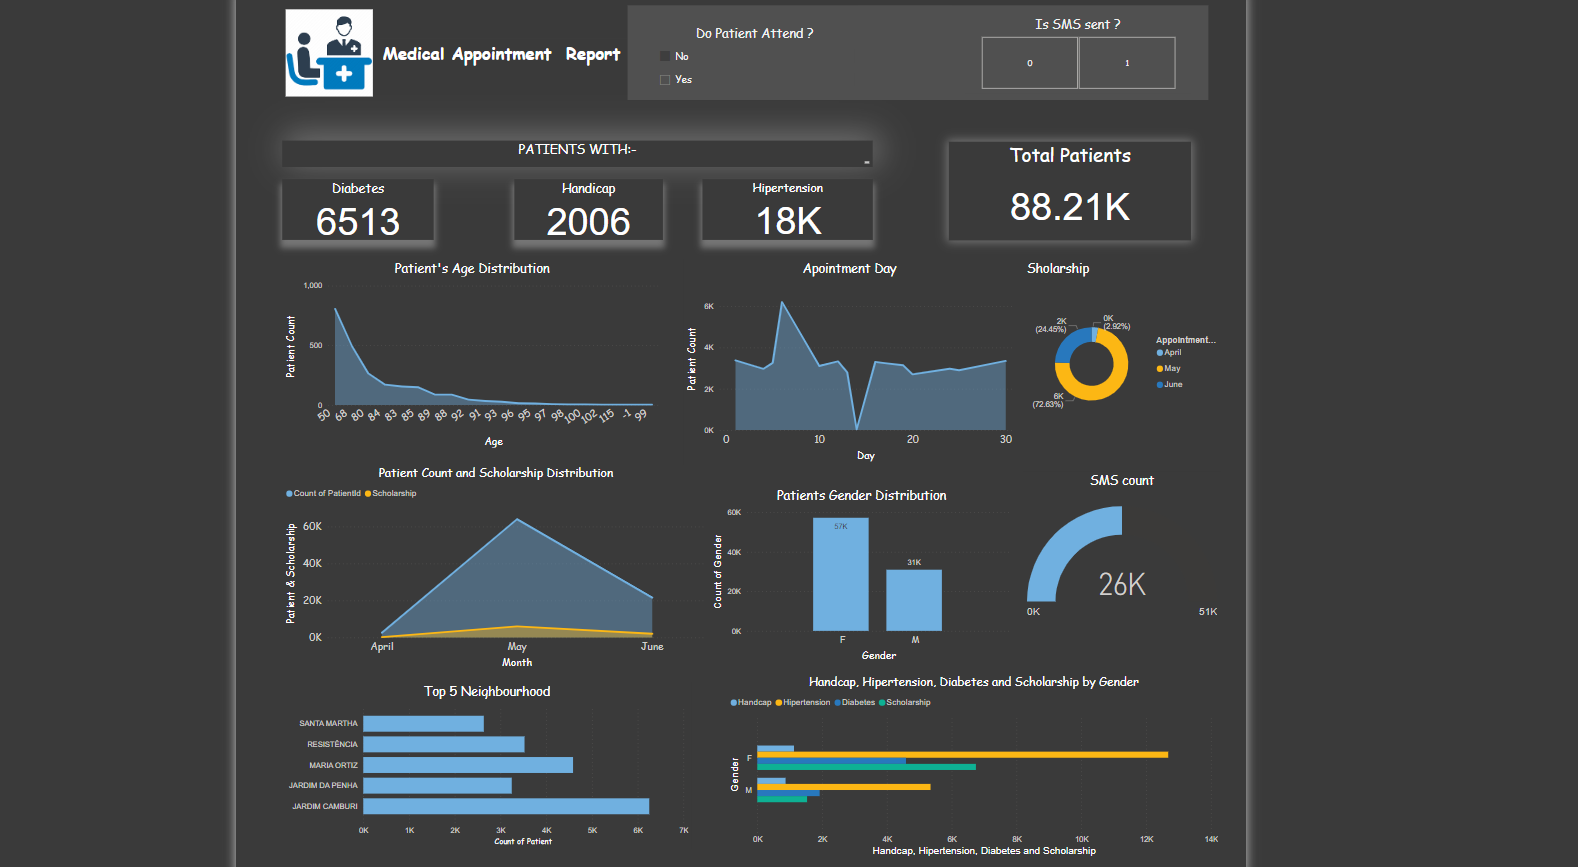 Medical Appointment Report
Do Patient Attend ?
No
Yes
Is SMS sent ?
0 1
PATIENTS WITH:-
Diabetes
6513
Handicap
2006
Hipertension
18K
Total Patients
88.21K
Patient's Age Distribution
Patient Count
1,000
500
0
50 68 80 84 83 85 89 88 92 91 93 96 95 97 98 100 102 115 -1 99
Age
Apointment Day
Patient Count
6K
4K
2K
0K
0 10 20 30
Day
Sholarship
2K
(24.45%)
0K
(2.92%)
6K
(72.63%)
Appointment...
April
May
June
Patient Count and Scholarship Distribution
Count of PatientId Scholarship
Patient & Scholarship
60K
40K
20K
0K
April May June
Month
Patients Gender Distribution
Count of Gender
60K
40K
20K
0K
57K
31K
F M
Gender
SMS count
26K
0K 51K
Top 5 Neighbourhood
SANTA MARTHA
RESISTÊNCIA
MARIA ORTIZ
JARDIM DA PENHA
JARDIM CAMBURI
0K 1K 2K 3K 4K 5K 6K 7K
Count of Patient
Handcap, Hipertension, Diabetes and Scholarship by Gender
Handcap Hipertension Diabetes Scholarship
Gender
F
M
0K 2K 4K 6K 8K 10K 12K 14K
Handcap, Hipertension, Diabetes and Scholarship